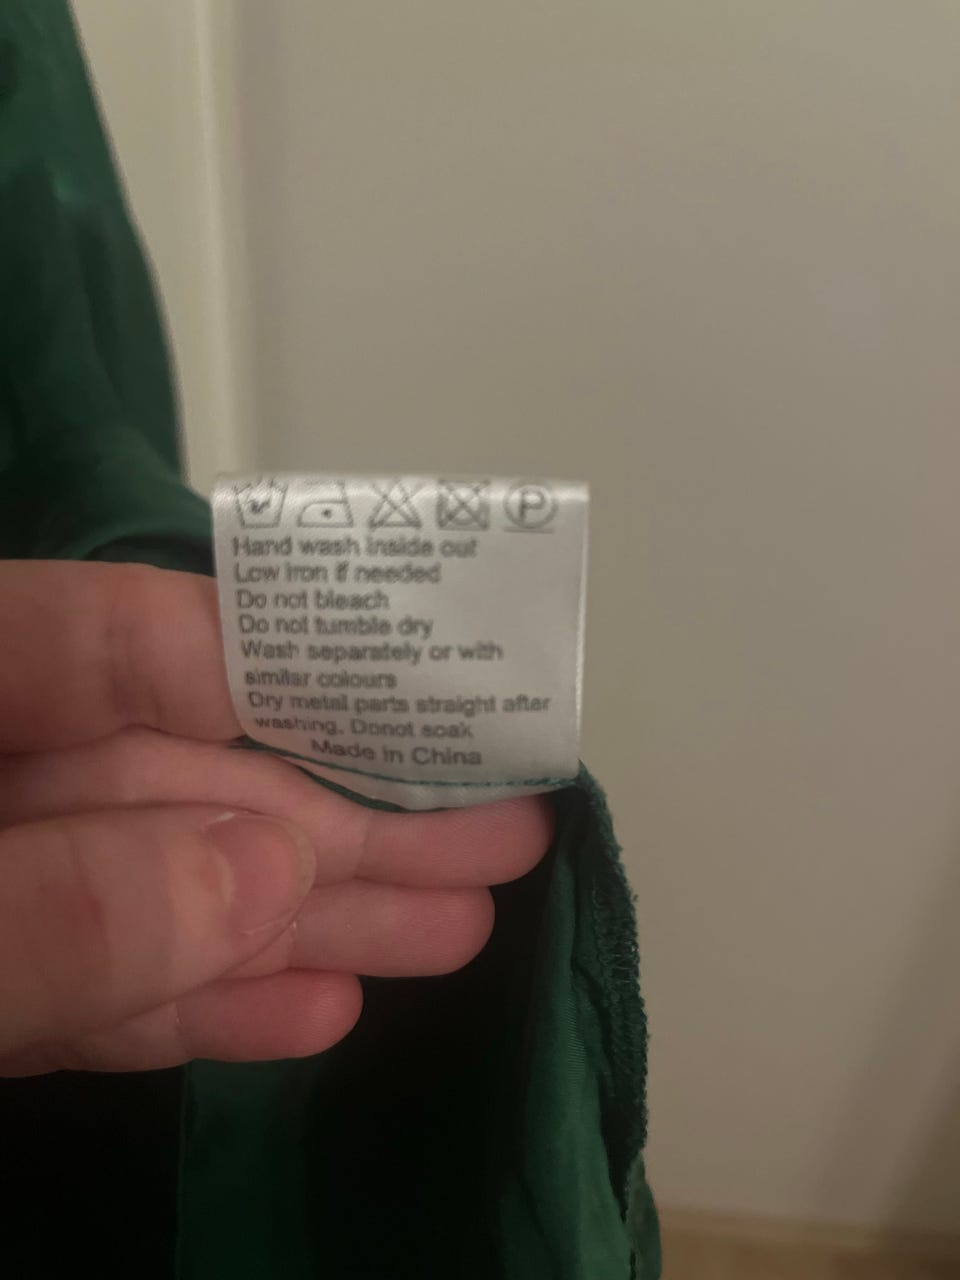 P
Hand wash inside out
Low iron if needed
Do not bleach
Do not tumble dry
Wash separately or with
similar colours
Dry metal parts straight after
washing. Donot soak
Made in China